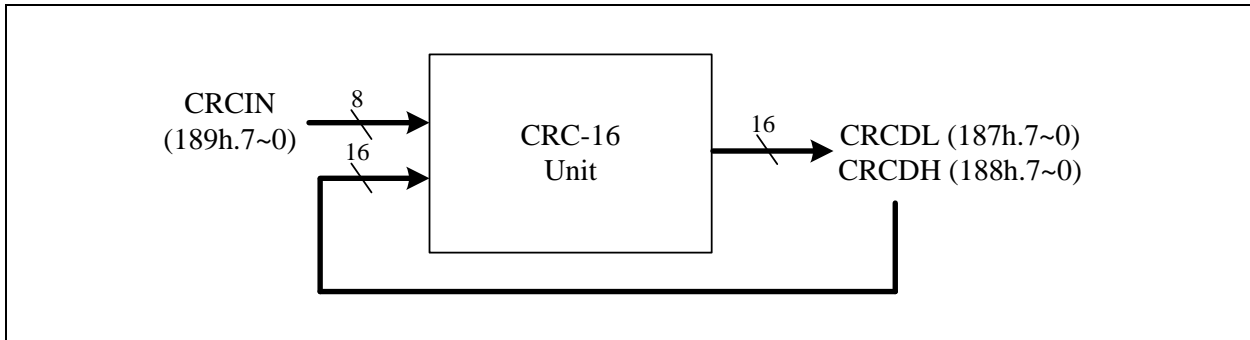 CRCIN
(189h.7~0)
8
16
CRC-16
Unit
16
CRCDL (187h.7~0)
CRCDH (188h.7~0)